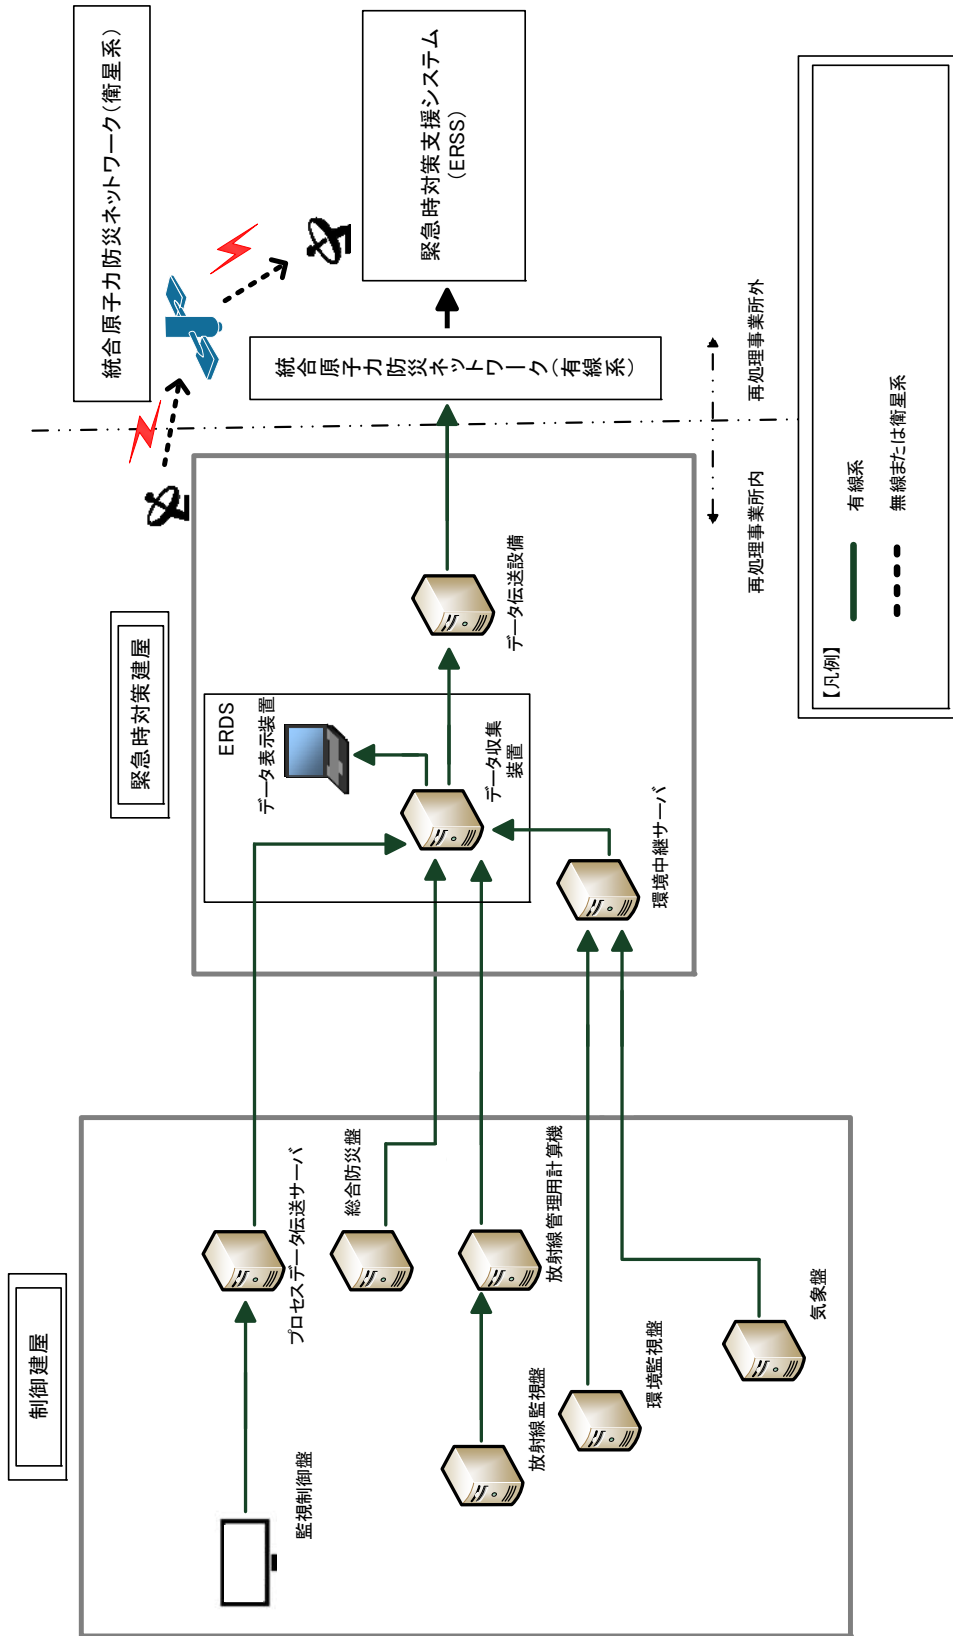 制御建屋
監視制御盤
プロセスデータ伝送サーバ
総合防災盤
放射線監視盤
放射線管理用計算機
環境監視盤
気象盤
緊急時対策建屋
ERDS
データ表示装置
データ収集
装置
環境中継サーバ
データ伝送設備
統合原子力防災ネットワーク(衛星系)
統合原子力防災ネットワーク(有線系)
緊急時対策支援システム
(ERSS)
再処理事業所内
再処理事業所外
【凡例】
有線系
無線または衛星系